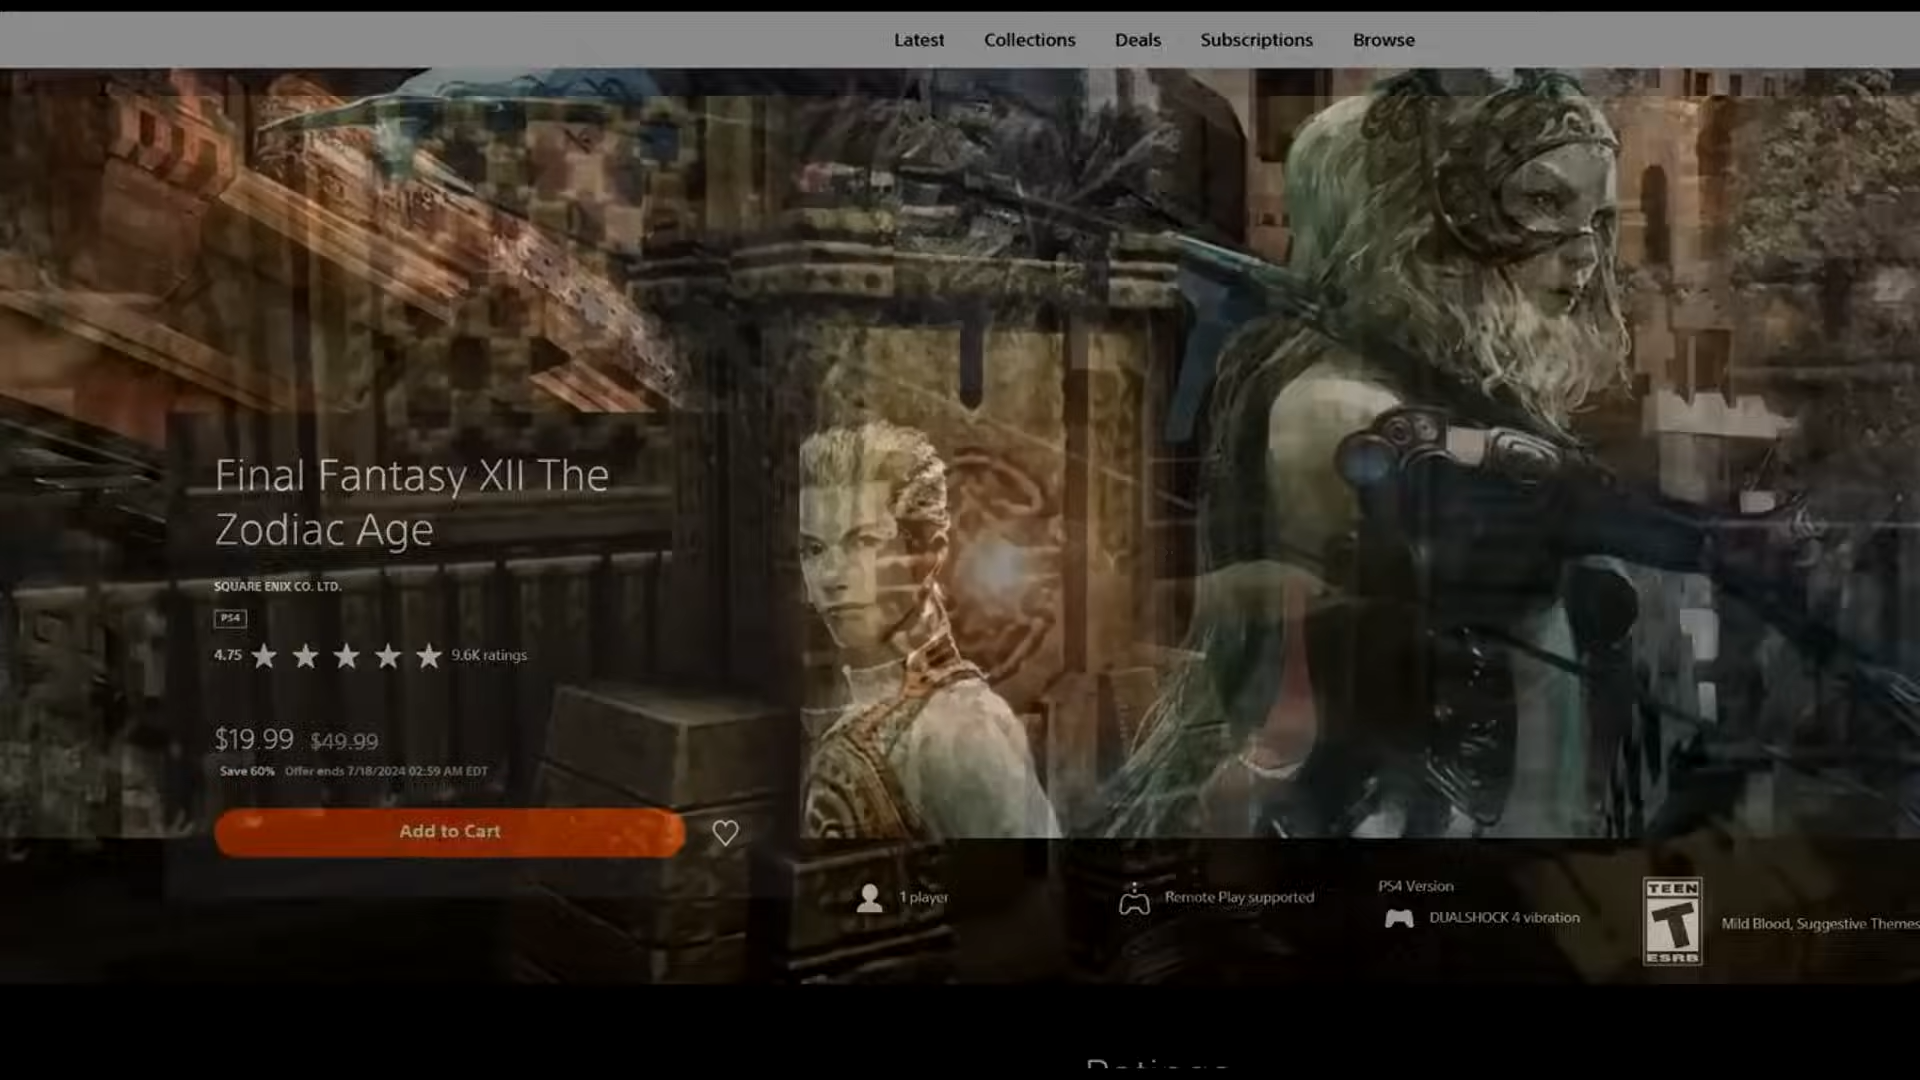 Latest Collections Deals Subscriptions Browse
Final Fantasy XII The
Zodiac Age
SQUARE ENIX CO. LTD.
PS4
4.75 9.6K ratings
$19.99 $49.99
Save 60% Offer ends 7/18/2024 02:59 AM EDT
Add to Cart
1 player
Remote Play supported
PS4 Version
DUALSHOCK 4 vibration
TEEN
T
ESRB
Mild Blood, Suggestive Themes